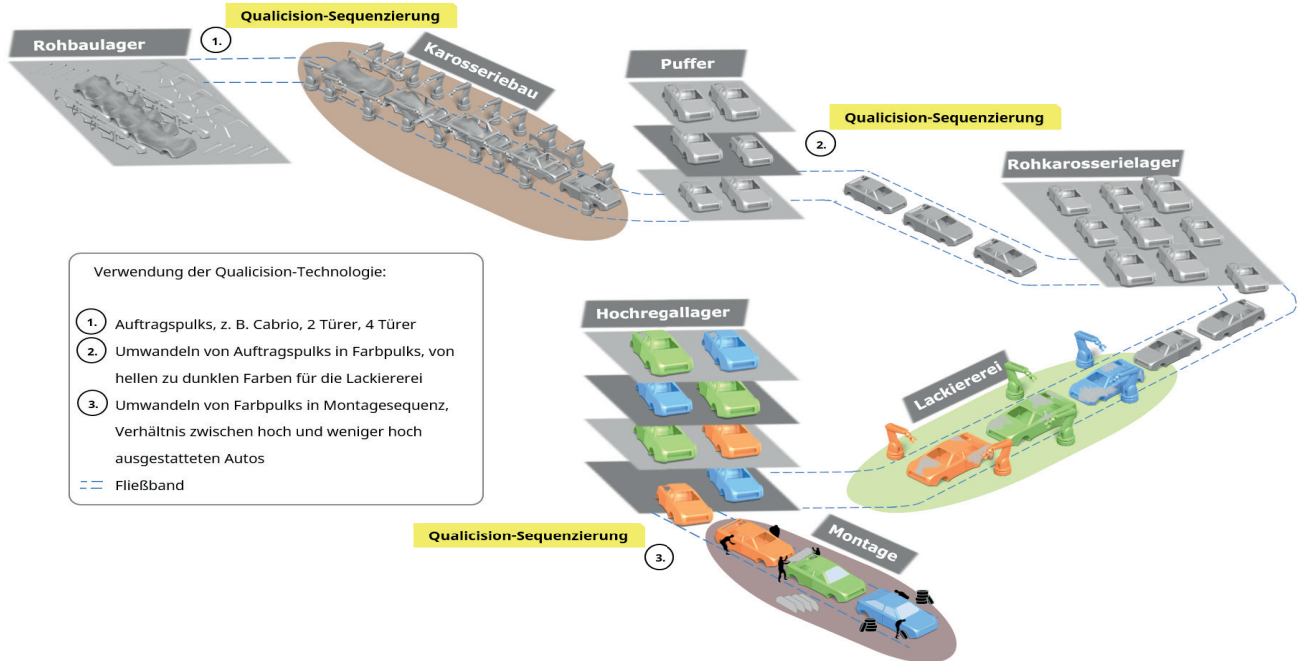 Qualicision-Sequenzierung
1.
Rohbaulager
Karosseriebau
Puffer
Qualicision-Sequenzierung
2.
Rohkarosserielager
Verwendung der Qualicision-Technologie:
1. Auftragspulks, z. B. Cabrio, 2 Türer, 4 Türer
2. Umwandeln von Auftragspulks in Farbpulks, von
hellen zu dunklen Farben für die Lackiererei
3. Umwandeln von Farbpulks in Montagesequenz,
Verhältnis zwischen hoch und weniger hoch
ausgestatteten Autos
Fließband
Hochregallager
Lackiererei
Qualicision-Sequenzierung
3.
Montage